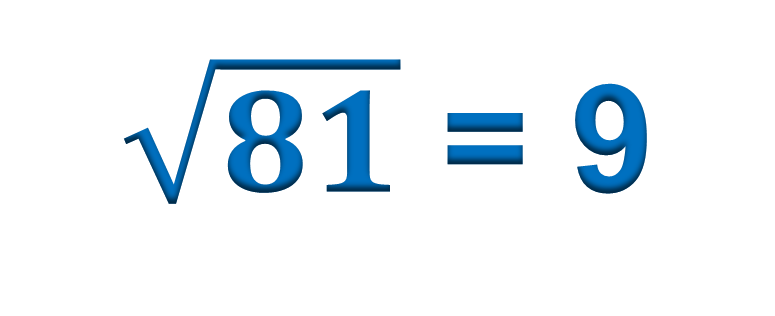 √81 = 9